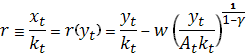 r ≡ x_t/k_t = r(y_t) = y_t/k_t − w (y_t/(A_t k_t))^(1/(1−γ))